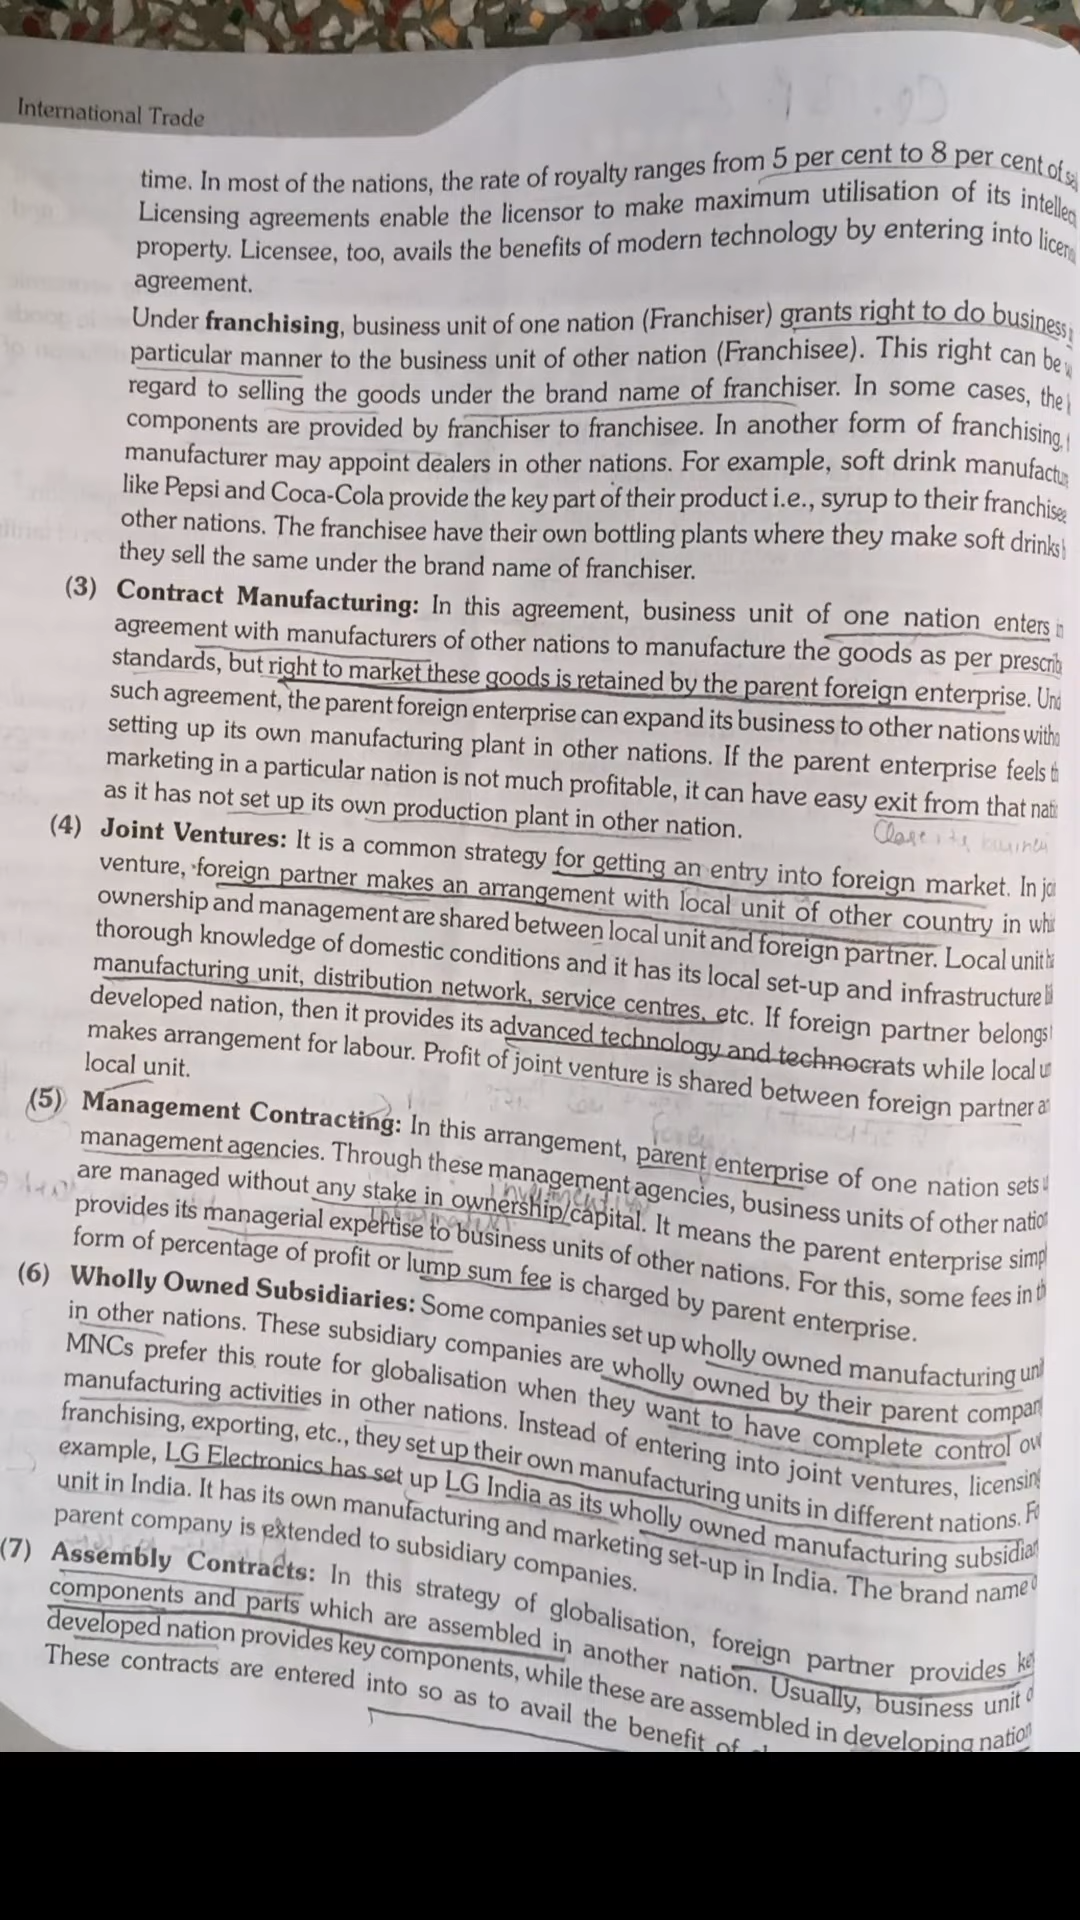 International Trade
time. In most of the nations, the rate of royalty ranges from 5 per cent to 8 per cent of
Licensing agreements enable the licensor to make maximum utilisation of its
property. Licensee, too, avails the benefits of modern technology by entering into
agreement.
Under franchising, business unit of one nation (Franchiser) grants right to do business
particular manner to the business unit of other nation (Franchisee). This right can be
regard to selling the goods under the brand name of franchiser. In some cases, the
components are provided by franchiser to franchisee. In another form of franchising,
manufacturer may appoint dealers in other nations. For example, soft drink
like Pepsi and Coca-Cola provide the key part of their product i.e., syrup to their
other nations. The franchisee have their own bottling plants where they make soft drinks
they sell the same under the brand name of franchiser.
(3) Contract Manufacturing: In this agreement, business unit of one nation enters
agreement with manufacturers of other nations to manufacture the goods as per
standards, but right to market these goods is retained by the parent foreign enterprise.
such agreement, the parent foreign enterprise can expand its business to other nations
setting up its own manufacturing plant in other nations. If the parent enterprise feels
marketing in a particular nation is not much profitable, it can have easy exit from that
as it has not set up its own production plant in other nation.
Close its
(4) Joint Ventures: It is a common strategy for getting an entry into foreign market. In
venture, foreign partner makes an arrangement with local unit of other country in
ownership and management are shared between local unit and foreign partner. Local unit
thorough knowledge of domestic conditions and it has its local set-up and infrastructure
manufacturing unit, distribution network, service centres, etc. If foreign partner belongs
developed nation, then it provides its advanced technology and technocrats while local
makes arrangement for labour. Profit of joint venture is shared between foreign partner
local unit.
(5) Management Contracting: In this arrangement, parent enterprise of one nation sets
management agencies. Through these management agencies, business units of other
are managed without any stake in ownership/capital. It means the parent enterprise
provides its managerial expertise to business units of other nations. For this, some fees in
form of percentage of profit or lump sum fee is charged by parent enterprise.
(6) Wholly Owned Subsidiaries: Some companies set up wholly owned manufacturing
in other nations. These subsidiary companies are wholly owned by their parent
MNCs prefer this route for globalisation when they want to have complete control
manufacturing activities in other nations. Instead of entering into joint ventures,
franchising, exporting, etc., they set up their own manufacturing units in different nations.
example, LG Electronics has set up LG India as its wholly owned manufacturing
unit in India. It has its own manufacturing and marketing set-up in India. The brand name
parent company is extended to subsidiary companies.
(7) Assembly Contracts: In this strategy of globalisation, foreign partner provides
components and parts which are assembled in another nation. Usually, business unit
developed nation provides key components, while these are assembled in developing
These contracts are entered into so as to avail the benefit of